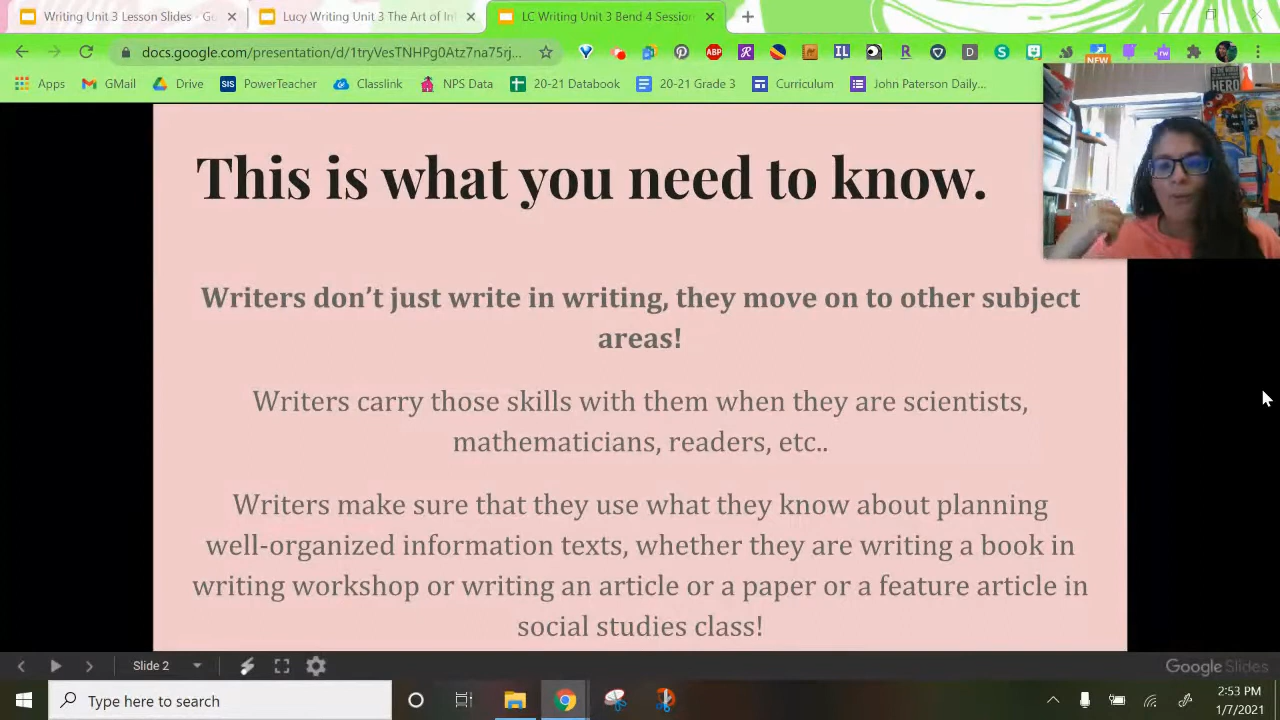 Writing Unit 3 Lesson Slides - Go
Lucy Writing Unit 3 The Art of Inf
LC Writing Unit 3 Bend 4 Session
docs.google.com/presentation/d/1tryVesTNHPg0Atz7na75rj...
ABP
NEW
Apps
GMail
Drive
SIS PowerTeacher
Classlink
NPS Data
20-21 Databook
20-21 Grade 3
Curriculum
John Paterson Daily...
HERO
This is what you need to know.
Writers don't just write in writing, they move on to other subject
areas!
Writers carry those skills with them when they are scientists,
mathematicians, readers, etc..
Writers make sure that they use what they know about planning
well-organized information texts, whether they are writing a book in
writing workshop or writing an article or a paper or a feature article in
social studies class!
Slide 2
Google Slides
Type here to search
2:53 PM
1/7/2021